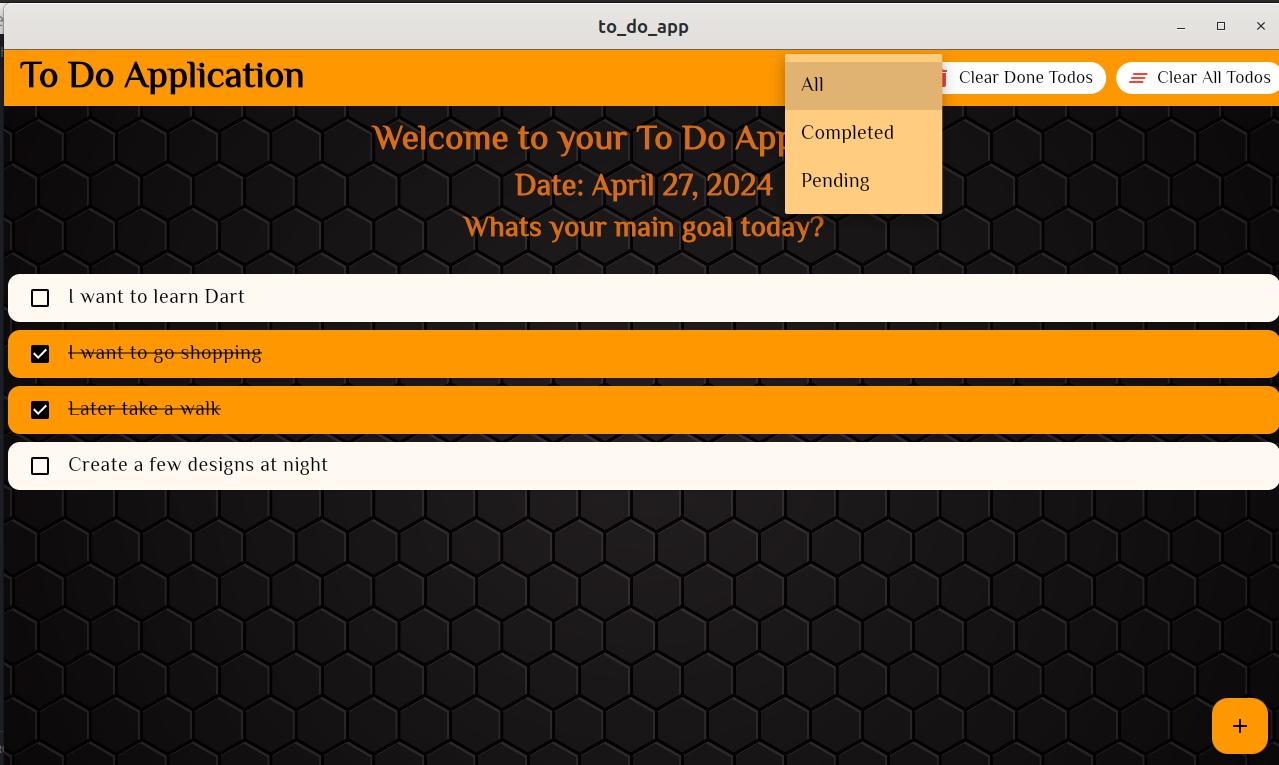 to_do_app
To Do Application
All
Completed
Pending
Clear Done Todos
Clear All Todos
Welcome to your To Do App
Date: April 27, 2024
Whats your main goal today?
I want to learn Dart
I want to go shopping
Later take a walk
Create a few designs at night